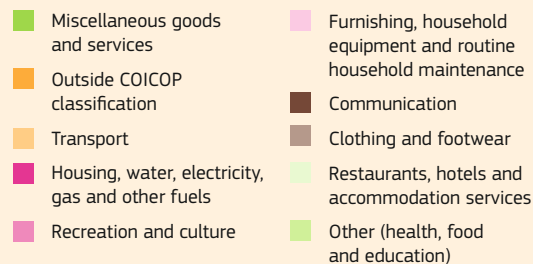 Miscellaneous goods
and services
Outside COICOP
classification
Transport
Housing, water, electricity,
gas and other fuels
Recreation and culture
Furnishing, household
equipment and routine
household maintenance
Communication
Clothing and footwear
Restaurants, hotels and
accommodation services
Other (health, food
and education)